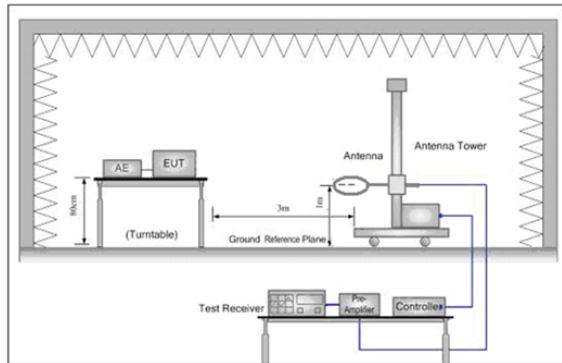 Antenna
Antenna Tower
AE
EUT
80cm
(Turntable)
3m
1m
Ground Reference Plane
Test Receiver
Pre-
Amplifier
Controller